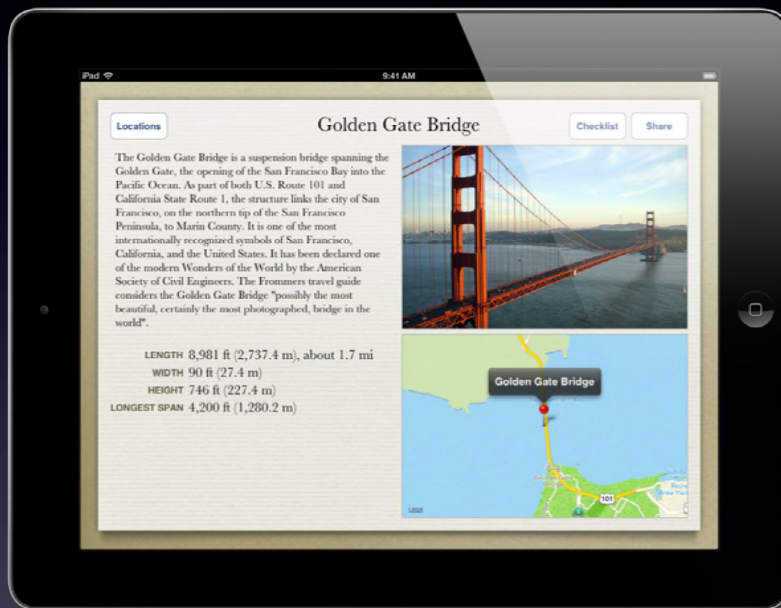 iPad
9:41 AM
Locations
Golden Gate Bridge
Checklist
Share
The Golden Gate Bridge is a suspension bridge spanning the
Golden Gate, the opening of the San Francisco Bay into the
Pacific Ocean. As part of both U.S. Route 101 and
California State Route 1, the structure links the city of San
Francisco, on the northern tip of the San Francisco
Peninsula, to Marin County. It is one of the most
internationally recognized symbols of San Francisco,
California, and the United States. It has been declared one
of the modern Wonders of the World by the American
Society of Civil Engineers. The Frommers travel guide
considers the Golden Gate Bridge "possibly the most
beautiful, certainly the most photographed, bridge in the
world".
LENGTH 8,981 ft (2,737.4 m), about 1.7 mi
WIDTH 90 ft (27.4 m)
HEIGHT 746 ft (227.4 m)
LONGEST SPAN 4,200 ft (1,280.2 m)
Golden Gate Bridge
101
Legal